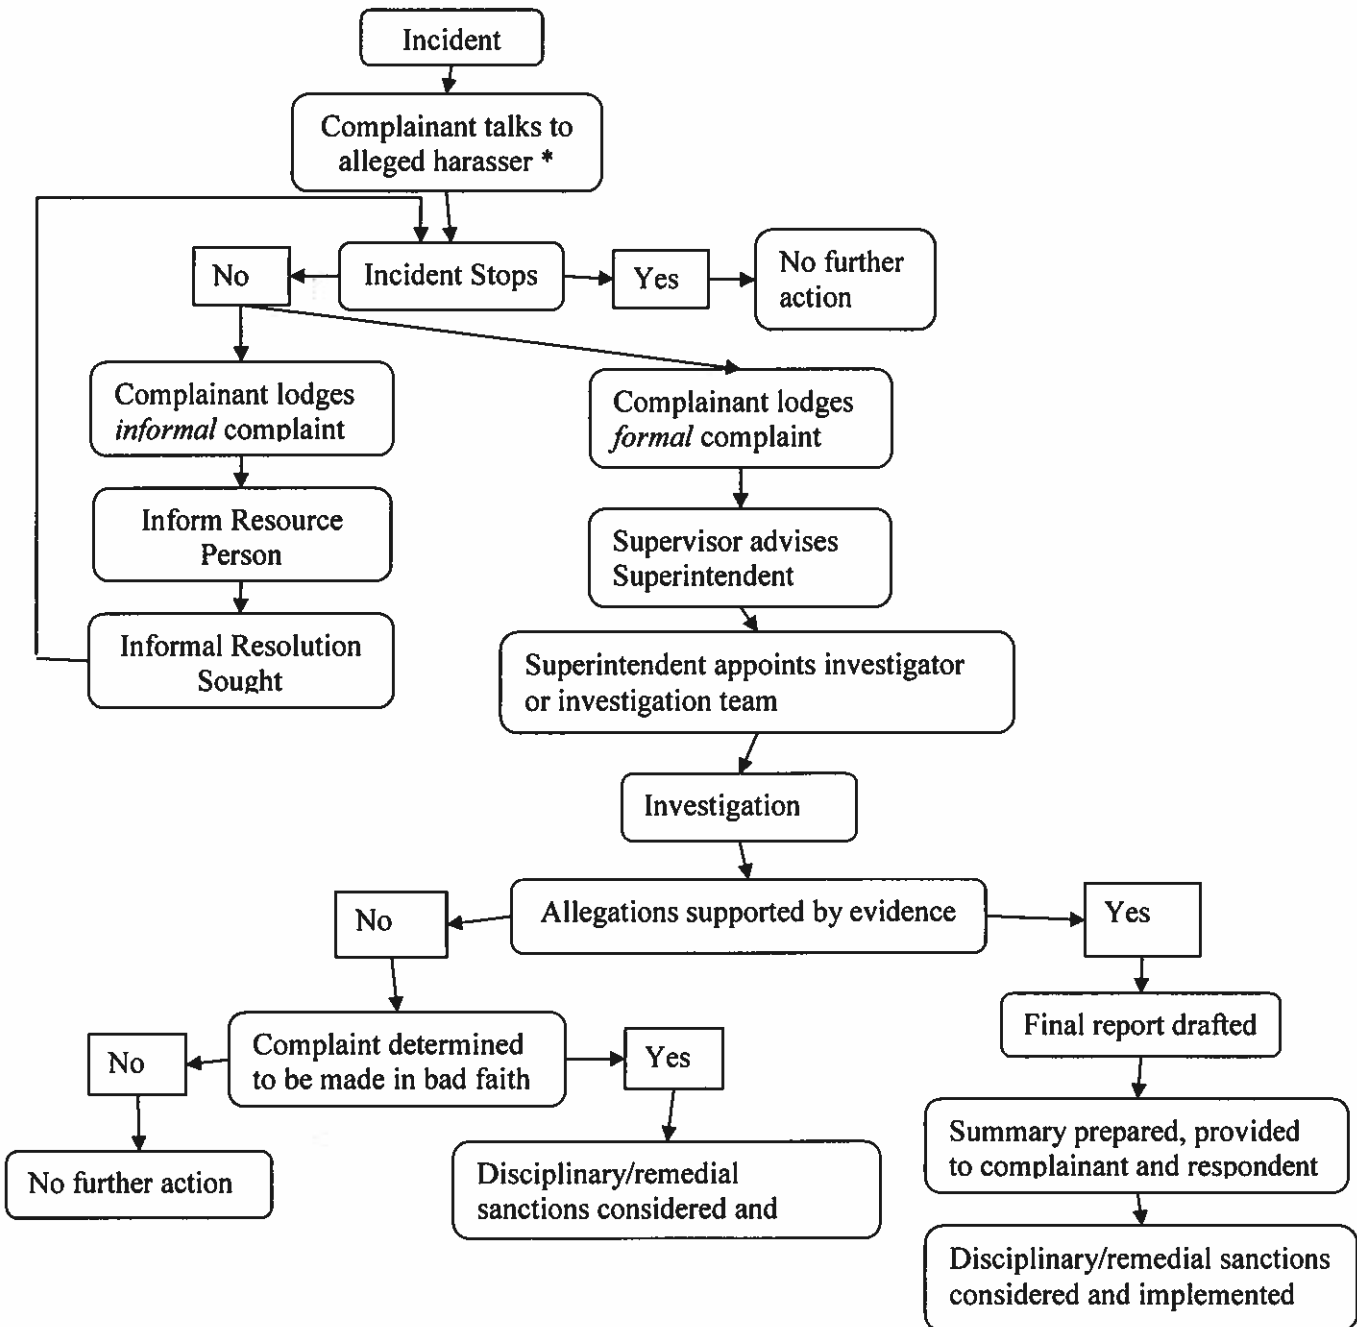 Incident
Complainant talks to
alleged harasser *
No
Incident Stops
Yes
No further
action
Complainant lodges
informal complaint
Complainant lodges
formal complaint
Inform Resource
Person
Supervisor advises
Superintendent
Informal Resolution
Sought
Superintendent appoints investigator
or investigation team
Investigation
No
Allegations supported by evidence
Yes
Final report drafted
No
Complaint determined
to be made in bad faith
Yes
Summary prepared, provided
to complainant and respondent
No further action
Disciplinary/remedial
sanctions considered and
Disciplinary/remedial sanctions
considered and implemented